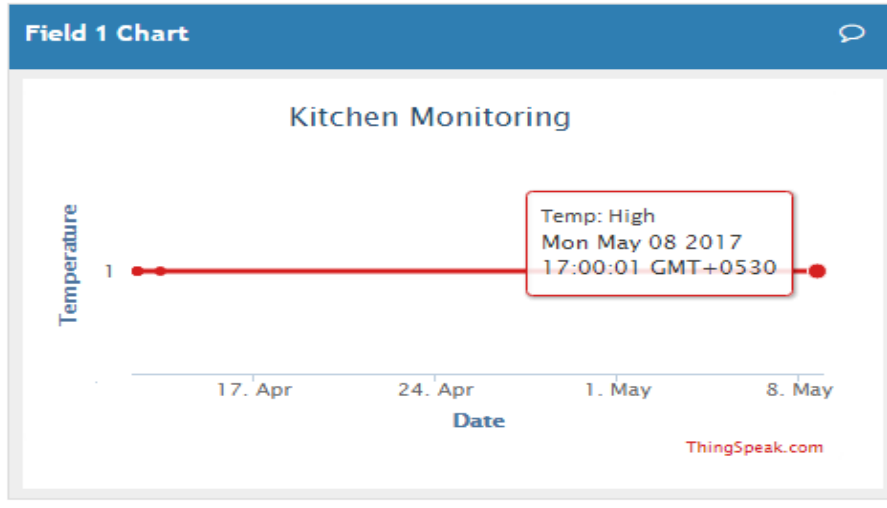 Field 1 Chart
Kitchen Monitoring
Temperature
1
Temp: High
Mon May 08 2017
17:00:01 GMT+0530
17. Apr
24. Apr
1. May
8. May
Date
ThingSpeak.com